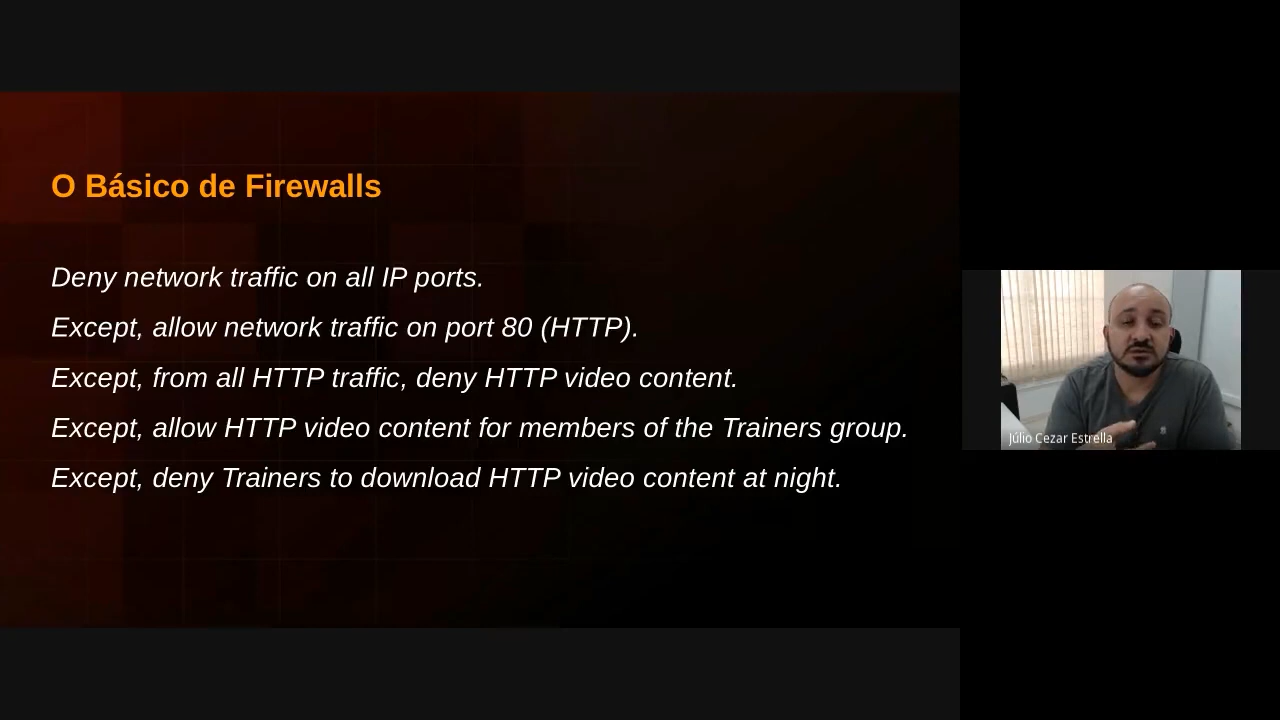 O Básico de Firewalls
Deny network traffic on all IP ports.
Except, allow network traffic on port 80 (HTTP).
Except, from all HTTP traffic, deny HTTP video content.
Except, allow HTTP video content for members of the Trainers group.
Except, deny Trainers to download HTTP video content at night.
Júlio Cezar Estrella